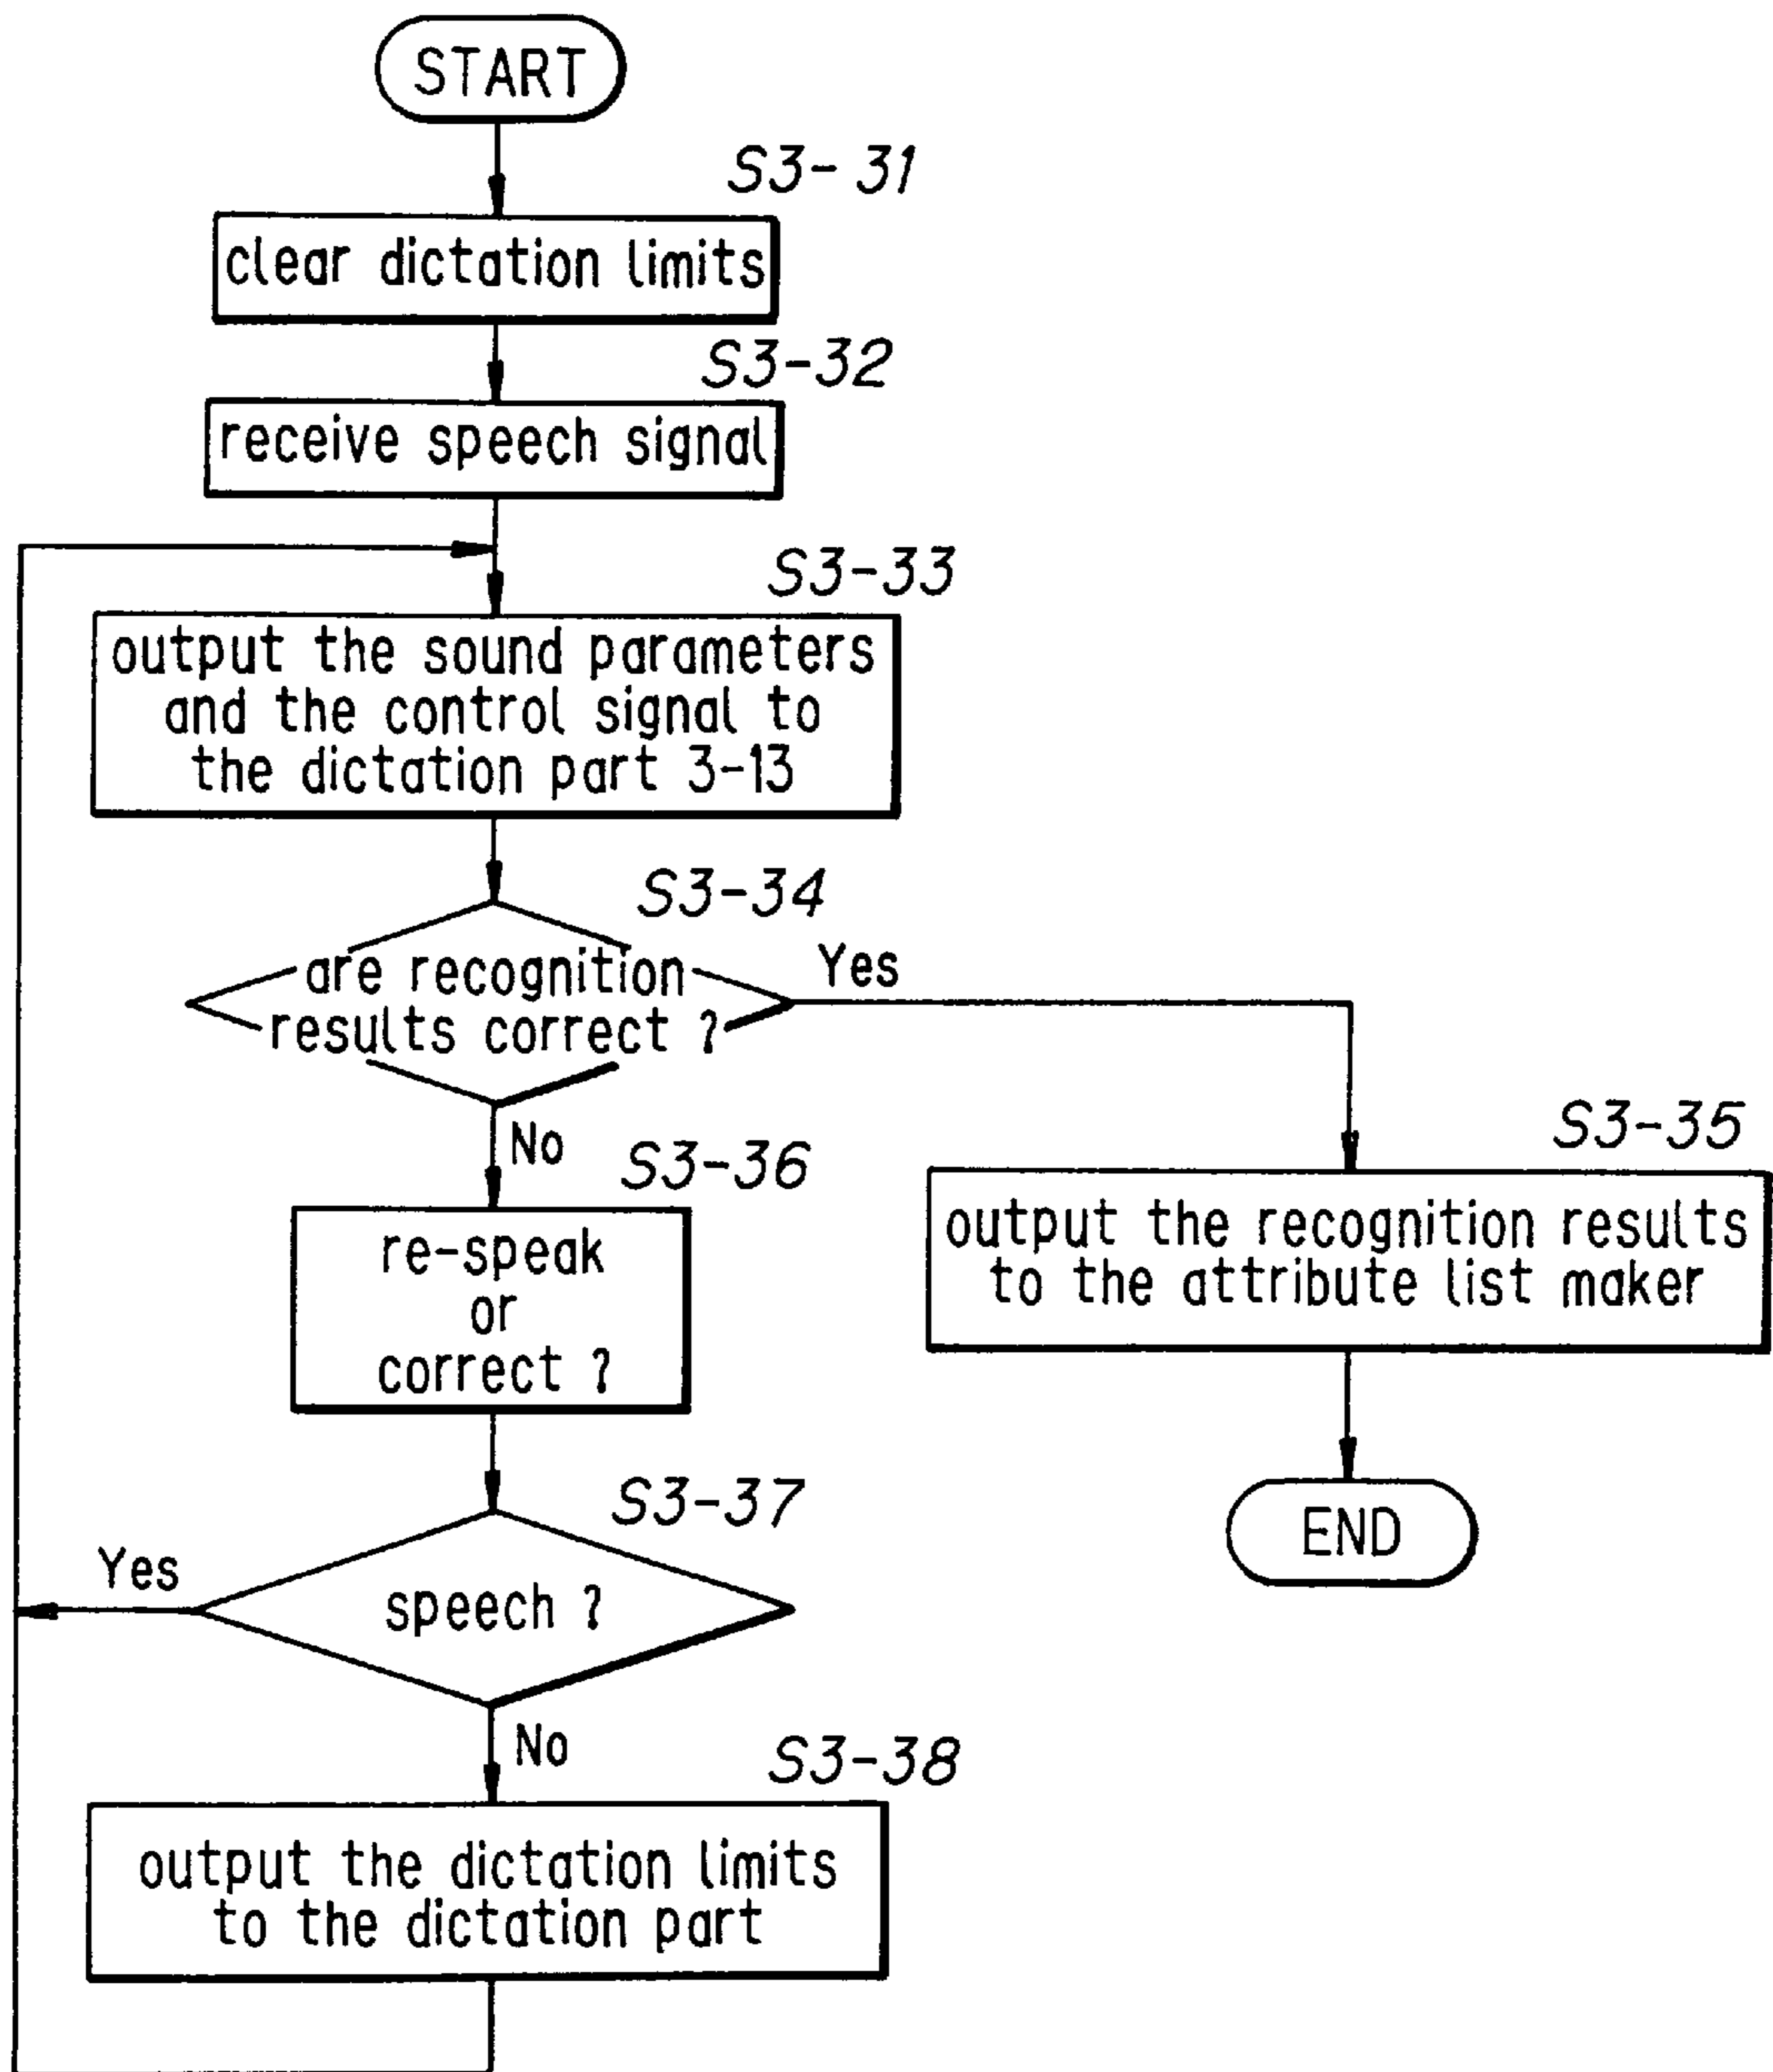 START
S3-31
clear dictation limits
S3-32
receive speech signal
S3-33
output the sound parameters
and the control signal to
the dictation part 3-13
S3-34
are recognition
results correct ?
Yes
No
S3-35
output the recognition results
to the attribute list maker
END
S3-36
re-speak
or
correct ?
S3-37
speech ?
Yes
No
S3-38
output the dictation limits
to the dictation part